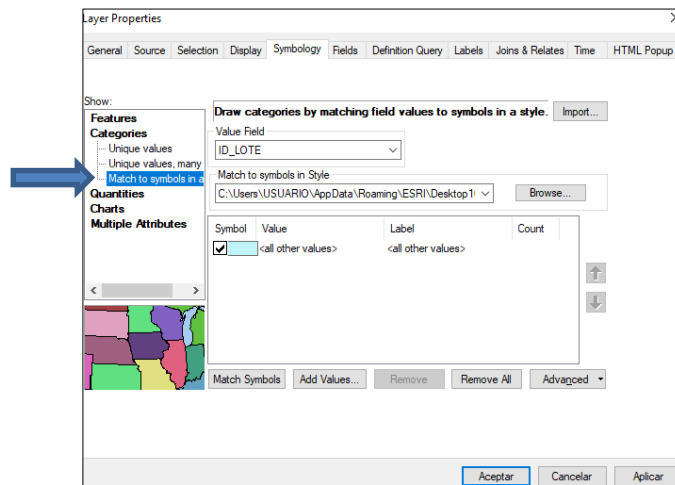 Layer Properties
General Source Selection Display Symbology Fields Definition Query Labels Joins & Relates Time HTML Popup
Show:
Features
Categories
Unique values
Unique values, many
Match to symbols in a
Quantities
Charts
Multiple Attributes
Draw categories by matching field values to symbols in a style. Import...
Value Field
ID_LOTE
Match to symbols in Style
C:\Users\USUARIO\AppData\Roaming\ESRI\Desktop1 Browse...
Symbol Value Label Count
<all other values> <all other values>
Match Symbols Add Values... Remove Remove All Advanced
Aceptar Cancelar Aplicar